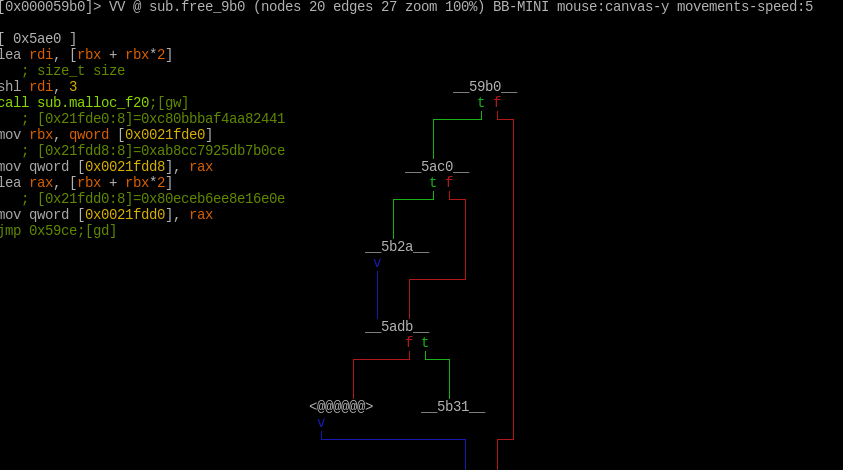 [0x000059b0]> VV @ sub.free_9b0 (nodes 20 edges 27 zoom 100%) BB-MINI mouse:canvas-y movements-speed:5
[ 0x5ae0 ]
lea rdi, [rbx + rbx*2]
; size_t size
shl rdi, 3
call sub.malloc_f20;[gw]
; [0x21fde0:8]=0xc80bbbaf4aa82441
mov rbx, qword [0x0021fde0]
; [0x21fdd8:8]=0xab8cc7925db7b0ce
mov qword [0x0021fdd8], rax
lea rax, [rbx + rbx*2]
; [0x21fdd0:8]=0x80eceb6ee8e16e0e
mov qword [0x0021fdd0], rax
jmp 0x59ce;[gd]
__59b0__
t f
__5ac0__
t f
__5b2a__
v
__5adb__
f t
<@@@@@@> __5b31__
v